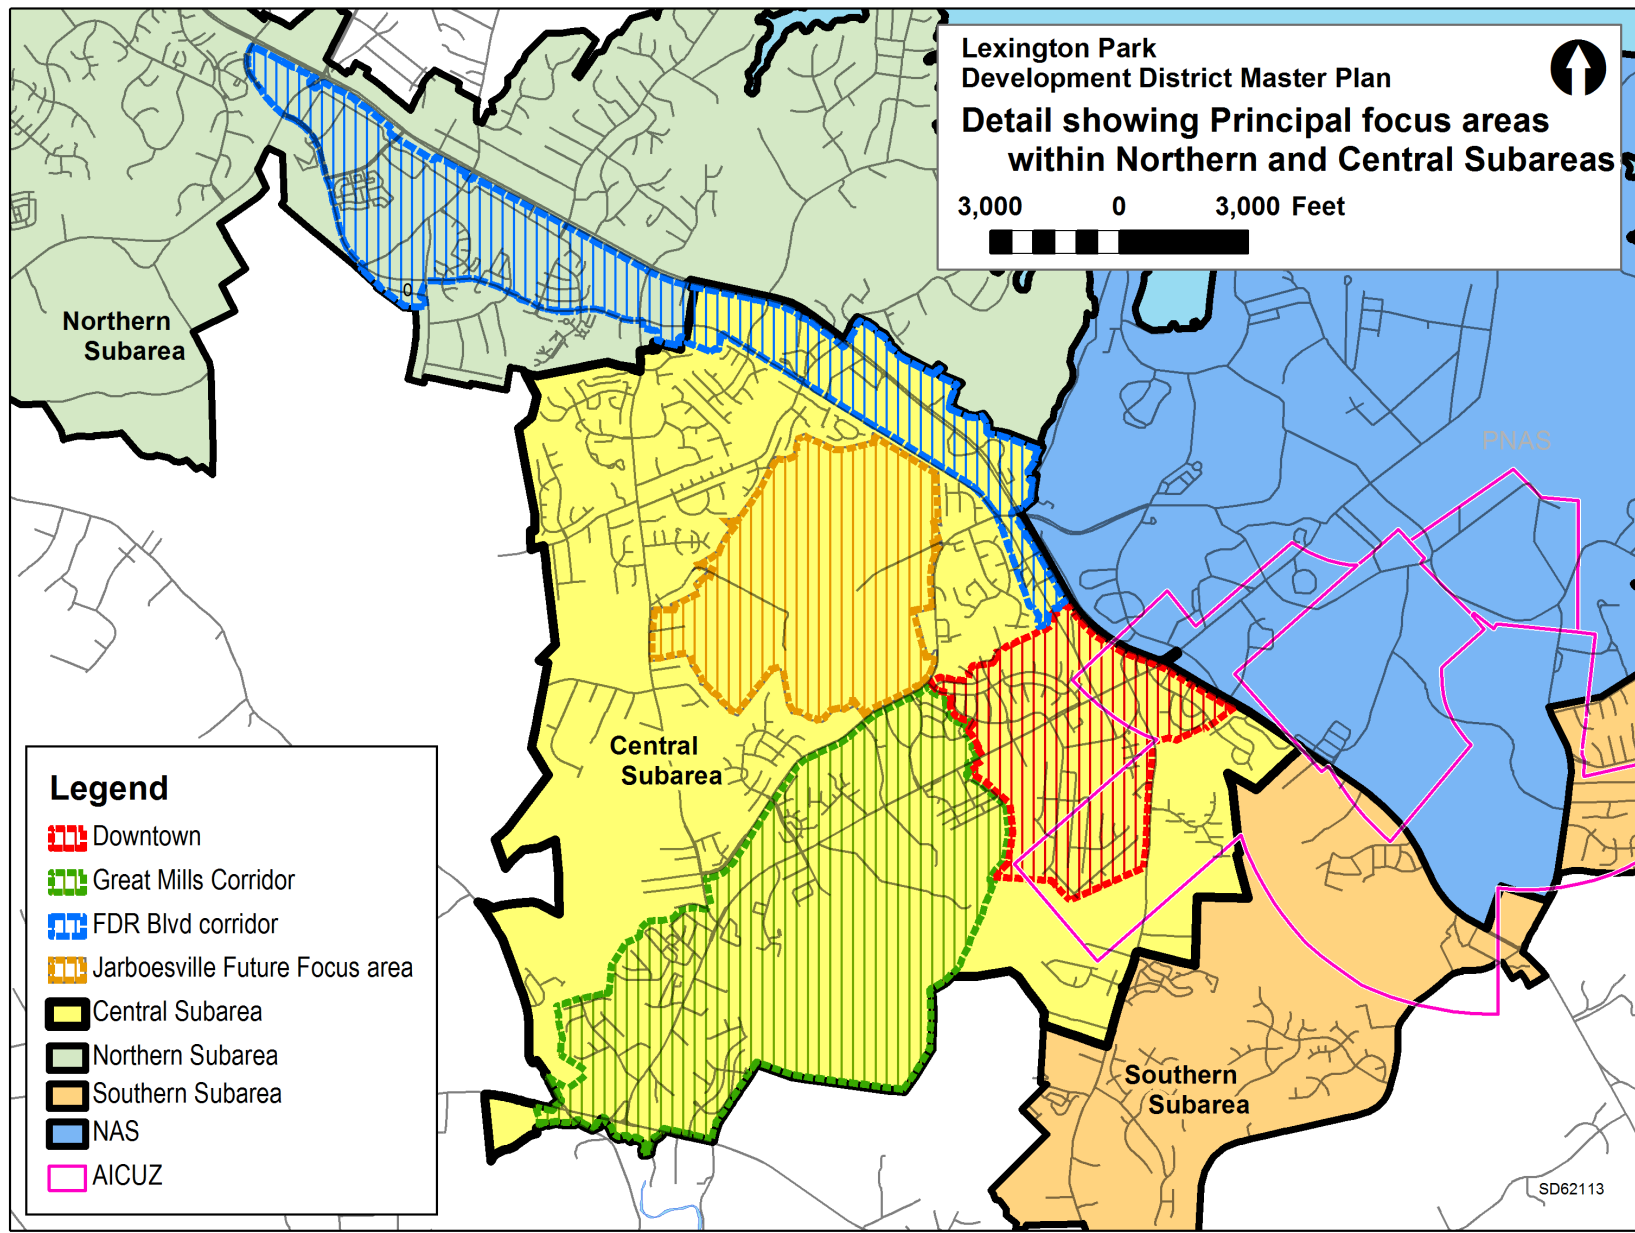 Lexington Park
Development District Master Plan
Detail showing Principal focus areas
within Northern and Central Subareas
3,000 0 3,000 Feet
PNAS
0
Northern
Subarea
Central
Subarea
Southern
Subarea
Legend
Downtown
Great Mills Corridor
FDR Blvd corridor
Jarboesville Future Focus area
Central Subarea
Northern Subarea
Southern Subarea
NAS
AICUZ
SD62113